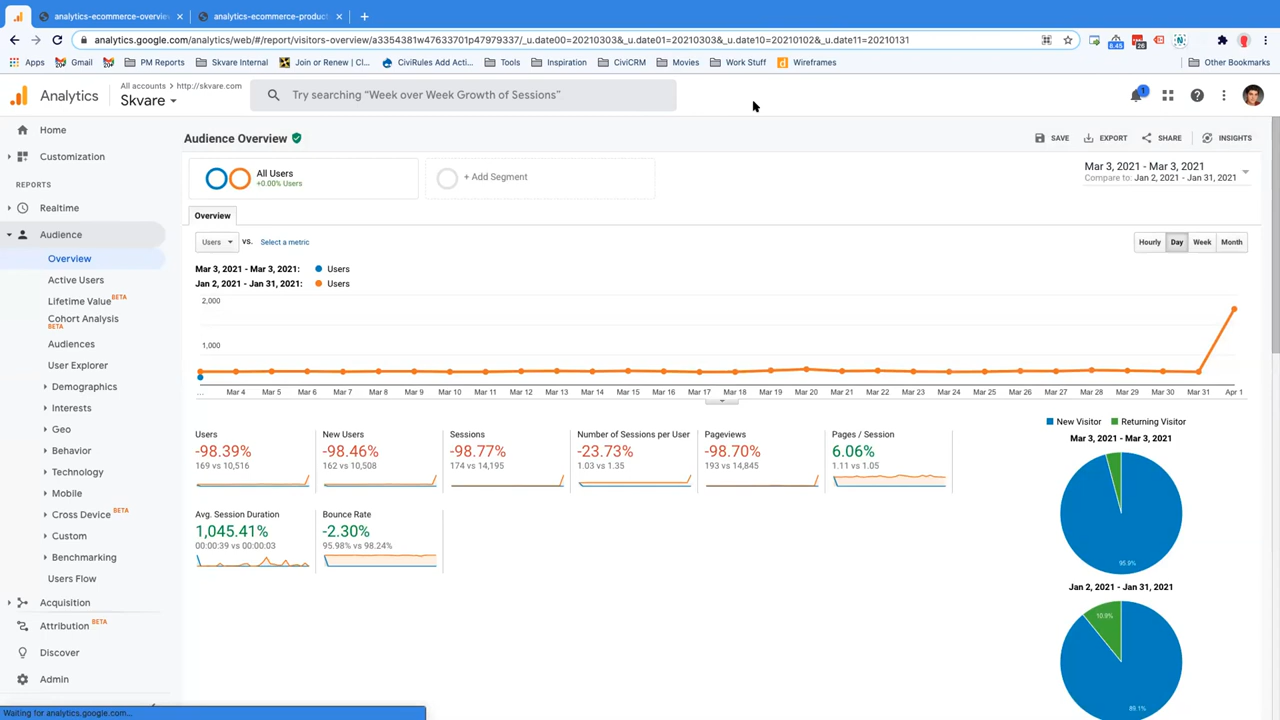 analytics-ecommerce-overvie
analytics-ecommerce-product
analytics.google.com/analytics/web/#/report/visitors-overview/a3354381w47633701p47979337/_u.date00=20210303&_u.date01=20210303&_u.date10=20210102&_u.date11=20210131
Apps
Gmail
PM Reports
Skvare Internal
Join or Renew | Cl...
CiviRules Add Acti...
Tools
Inspiration
CiviCRM
Movies
Work Stuff
Wireframes
Other Bookmarks
Analytics
All accounts > http://skvare.com
Skvare
Try searching “Week over Week Growth of Sessions”
1
Home
Customization
REPORTS
Realtime
Audience
Overview
Active Users
Lifetime Value BETA
Cohort Analysis
BETA
Audiences
User Explorer
Demographics
Interests
Geo
Behavior
Technology
Mobile
Cross Device BETA
Custom
Benchmarking
Users Flow
Acquisition
Attribution BETA
Discover
Admin
Audience Overview
SAVE
EXPORT
SHARE
INSIGHTS
All Users
+0.00% Users
+ Add Segment
Mar 3, 2021 - Mar 3, 2021
Compare to: Jan 2, 2021 - Jan 31, 2021
Overview
Users
vs.
Select a metric
Hourly
Day
Week
Month
Mar 3, 2021 - Mar 3, 2021:
Users
Jan 2, 2021 - Jan 31, 2021:
Users
2,000
1,000
...
Mar 4
Mar 5
Mar 6
Mar 7
Mar 8
Mar 9
Mar 10
Mar 11
Mar 12
Mar 13
Mar 14
Mar 15
Mar 16
Mar 17
Mar 18
Mar 19
Mar 20
Mar 21
Mar 22
Mar 23
Mar 24
Mar 25
Mar 26
Mar 27
Mar 28
Mar 29
Mar 30
Mar 31
Apr 1
Users
-98.39%
169 vs 10,516
New Users
-98.46%
162 vs 10,508
Sessions
-98.77%
174 vs 14,195
Number of Sessions per User
-23.73%
1.03 vs 1.35
Pageviews
-98.70%
193 vs 14,845
Pages / Session
6.06%
1.11 vs 1.05
Avg. Session Duration
1,045.41%
00:00:39 vs 00:00:03
Bounce Rate
-2.30%
95.98% vs 98.24%
New Visitor
Returning Visitor
Mar 3, 2021 - Mar 3, 2021
95.9%
Jan 2, 2021 - Jan 31, 2021
10.9%
89.1%
Waiting for analytics.google.com...